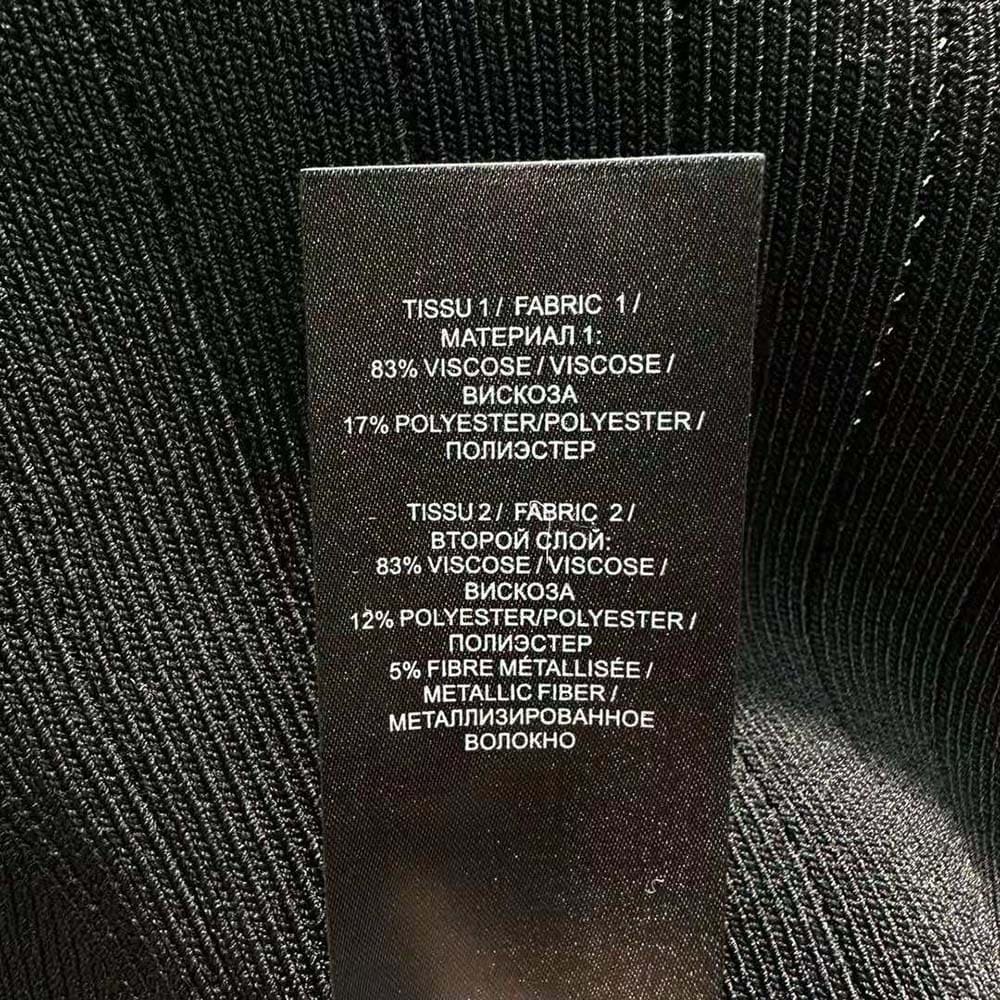 TISSU 1 / FABRIC 1 /
МАТЕРИАЛ 1:
83% VISCOSE / VISCOSE /
ВИСКОЗА
17% POLYESTER/POLYESTER /
ПОЛИЭСТЕР
TISSU 2 / FABRIC 2 /
ВТОРОЙ СЛОЙ:
83% VISCOSE / VISCOSE /
ВИСКОЗА
12% POLYESTER/POLYESTER /
ПОЛИЭСТЕР
5% FIBRE MÉTALLISÉE /
METALLIC FIBER /
МЕТАЛЛИЗИРОВАННОЕ
ВОЛОКНО